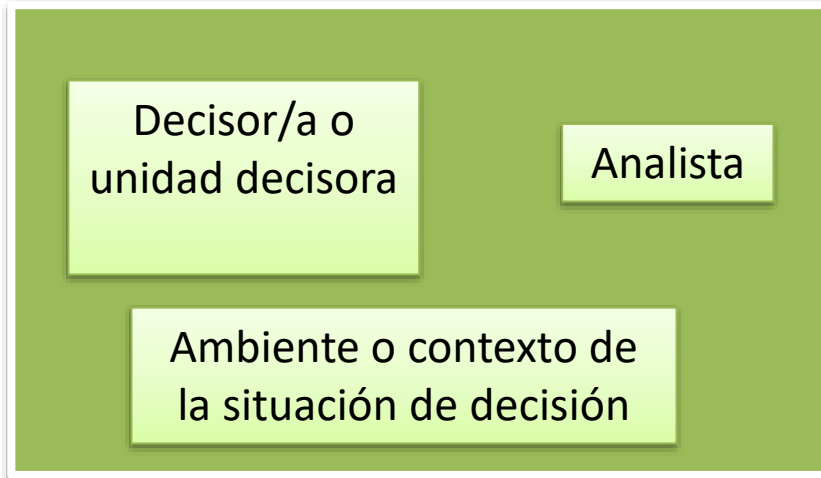 Decisor/a o
unidad decisora
Analista
Ambiente o contexto de
la situación de decisión